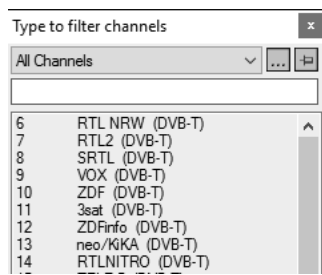 Type to filter channels
x
All Channels
...
6 RTL NRW (DVB-T)
7 RTL2 (DVB-T)
8 SRTL (DVB-T)
9 VOX (DVB-T)
10 ZDF (DVB-T)
11 3sat (DVB-T)
12 ZDFinfo (DVB-T)
13 neo/KiKA (DVB-T)
14 RTLNITRO (DVB-T)